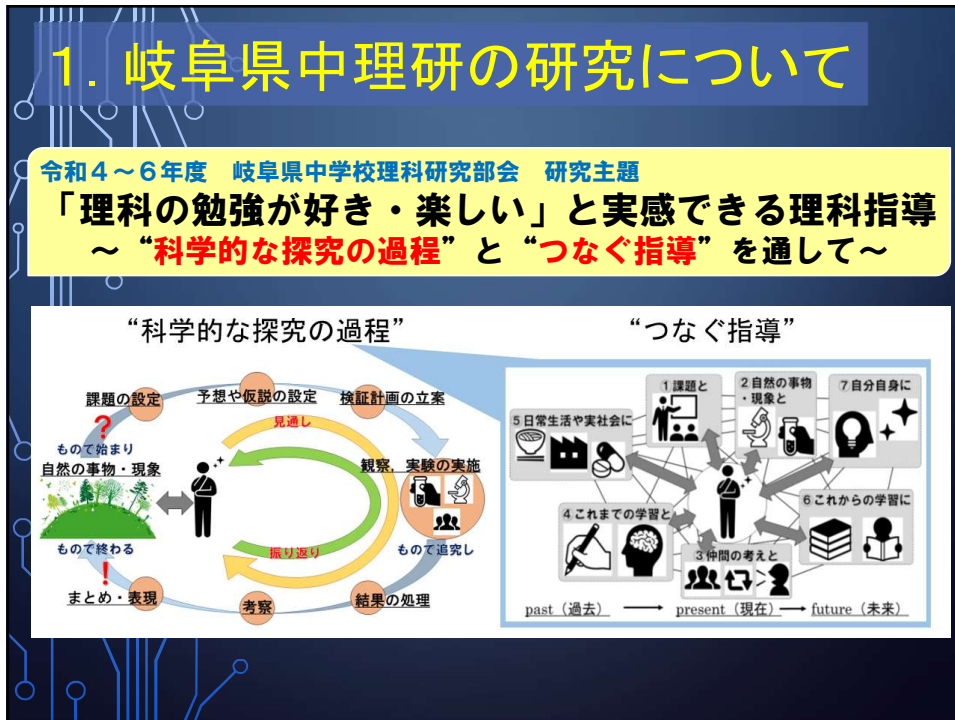 １．岐阜県中理研の研究について
令和４～６年度　岐阜県中学校理科研究部会　研究主題
「理科の勉強が好き・楽しい」と実感できる理科指導
～“科学的な探究の過程”と“つなぐ指導”を通して～
“科学的な探究の過程”
課題の設定
予想や仮説の設定
検証計画の立案
？
見通し
もので始まり
自然の事物・現象
観察，実験の実施
もので終わる
振り返り
もので追究し
！
まとめ・表現
考察
結果の処理
“つなぐ指導”
１課題と
２自然の事物
・現象と
７自分自身に
５日常生活や実社会に
４これまでの学習と
６これからの学習に
３仲間の考えと
past（過去）
present（現在）
future（未来）